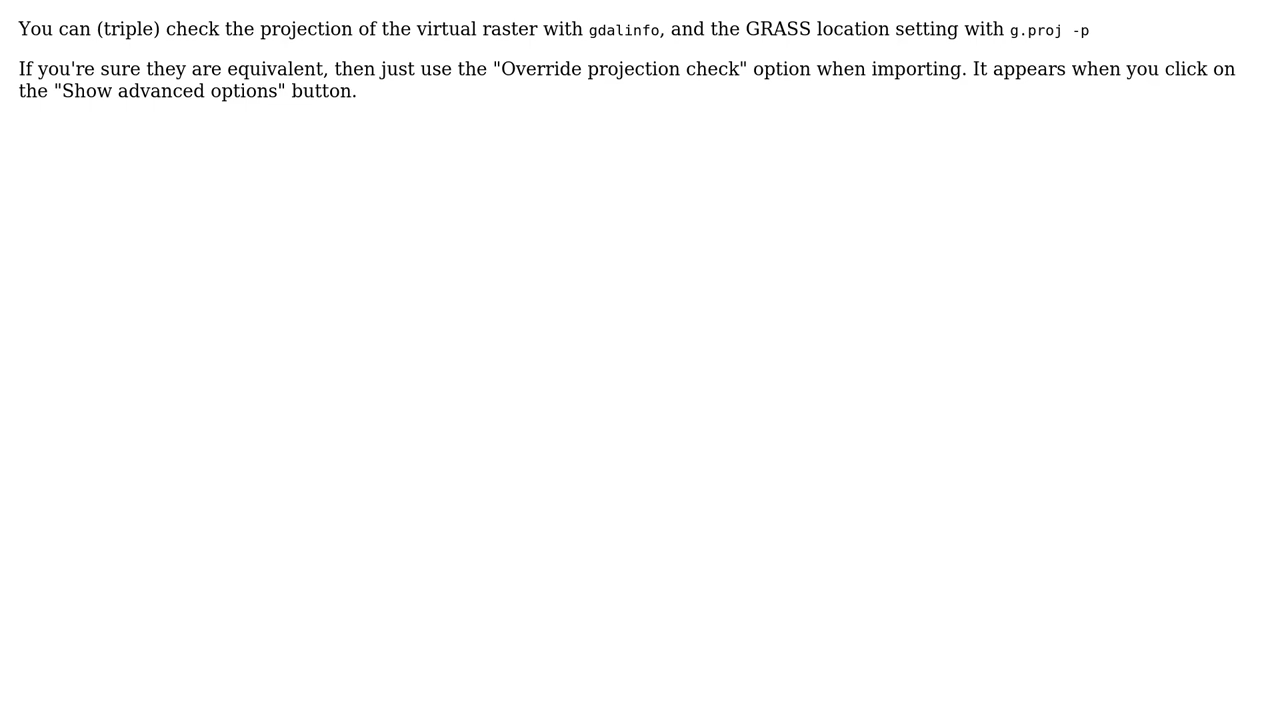 You can (triple) check the projection of the virtual raster with gdalinfo, and the GRASS location setting with g.proj -p
If you're sure they are equivalent, then just use the "Override projection check" option when importing. It appears when you click on
the "Show advanced options" button.